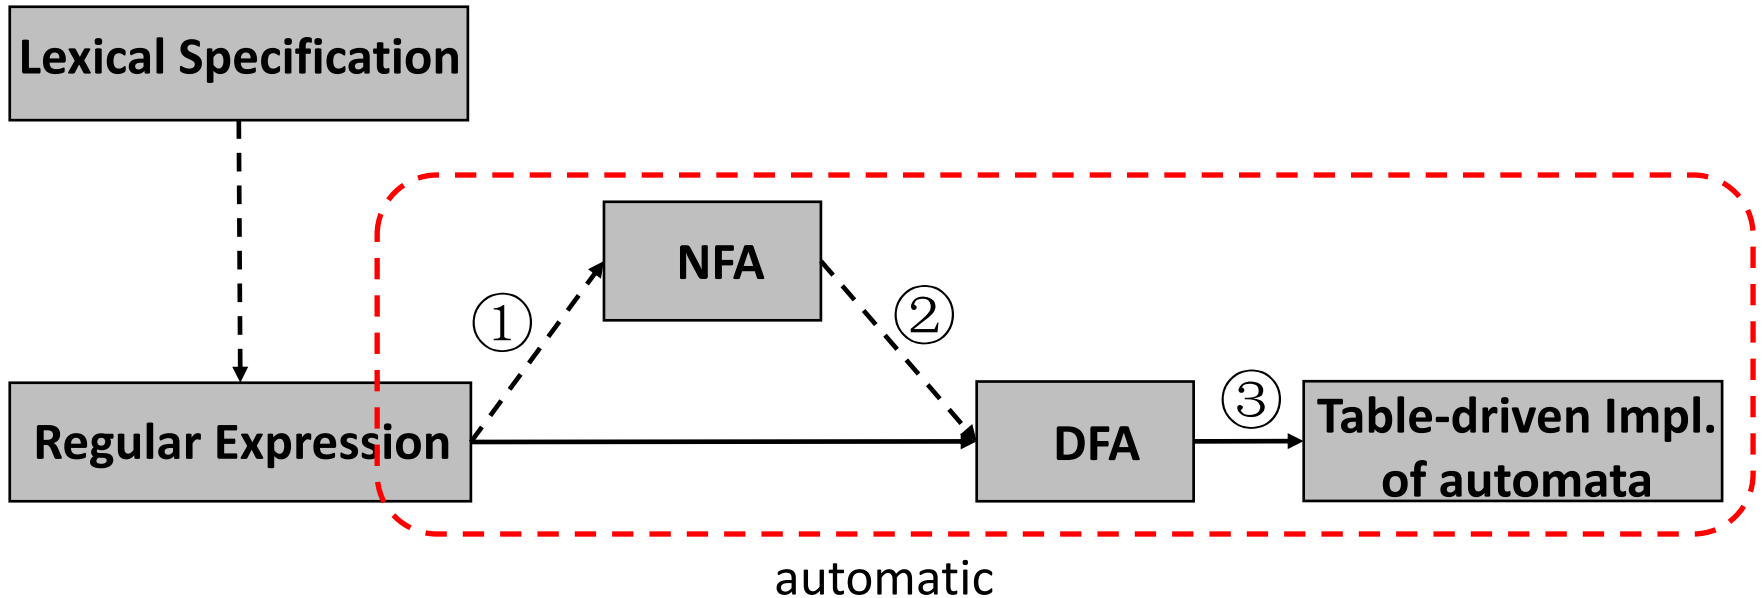 Lexical Specification
NFA
①
②
③
Regular Expression
DFA
Table-driven Impl.
of automata
automatic